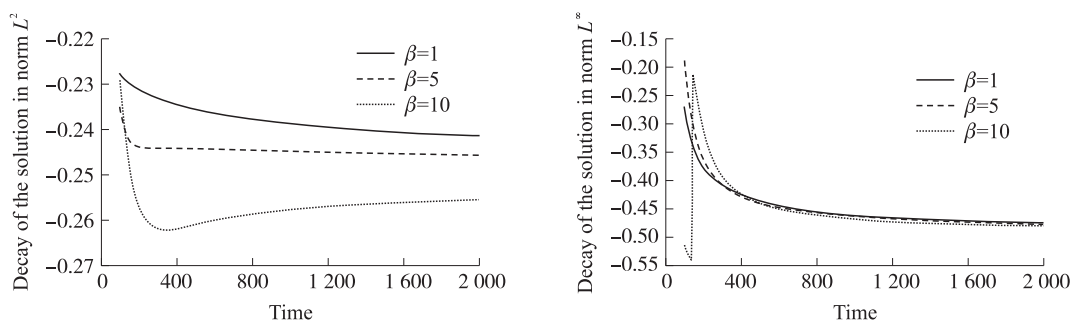 Decay of the solution in norm L²
−0.22
−0.23
−0.24
−0.25
−0.26
−0.27
β=1
β=5
β=10
0 400 800 1 200 1 600 2 000
Time
Decay of the solution in norm L∞
−0.15
−0.20
−0.25
−0.30
−0.35
−0.40
−0.45
−0.50
−0.55
β=1
β=5
β=10
0 400 800 1 200 1 600 2 000
Time